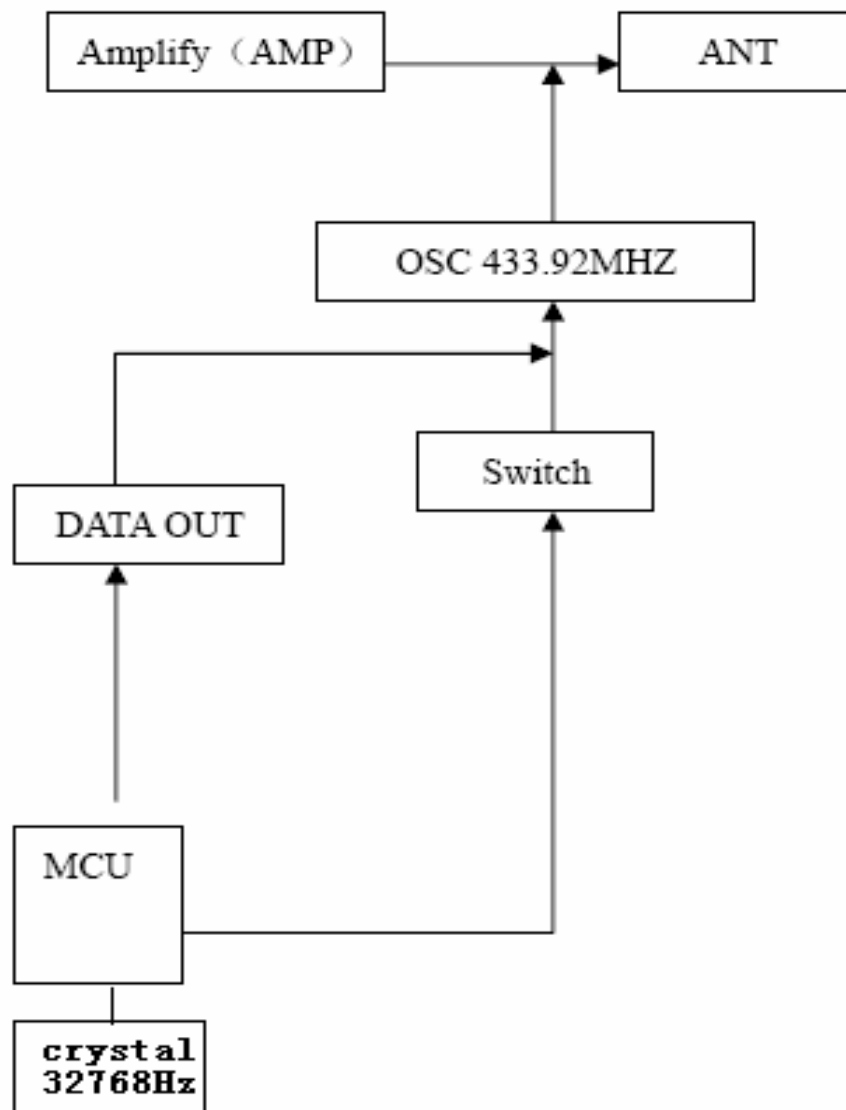 Amplify（AMP）
ANT
OSC 433.92MHZ
Switch
DATA OUT
MCU
crystal
32768Hz